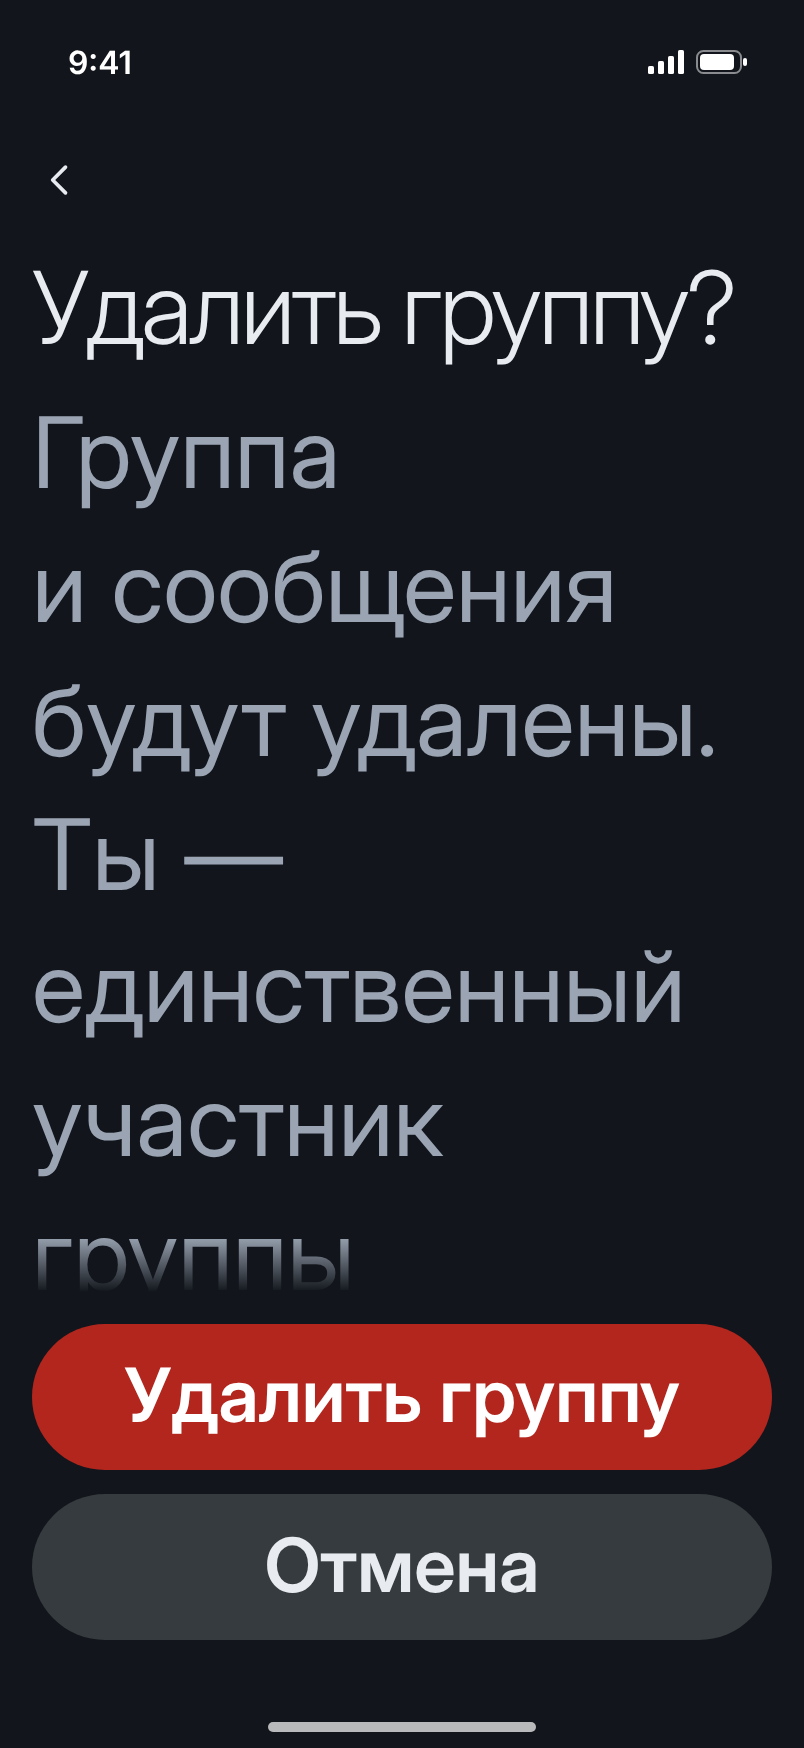 9:41
Удалить группу?
Группа
и сообщения
будут удалены.
Ты —
единственный
участник
группы
Удалить группу
Отмена